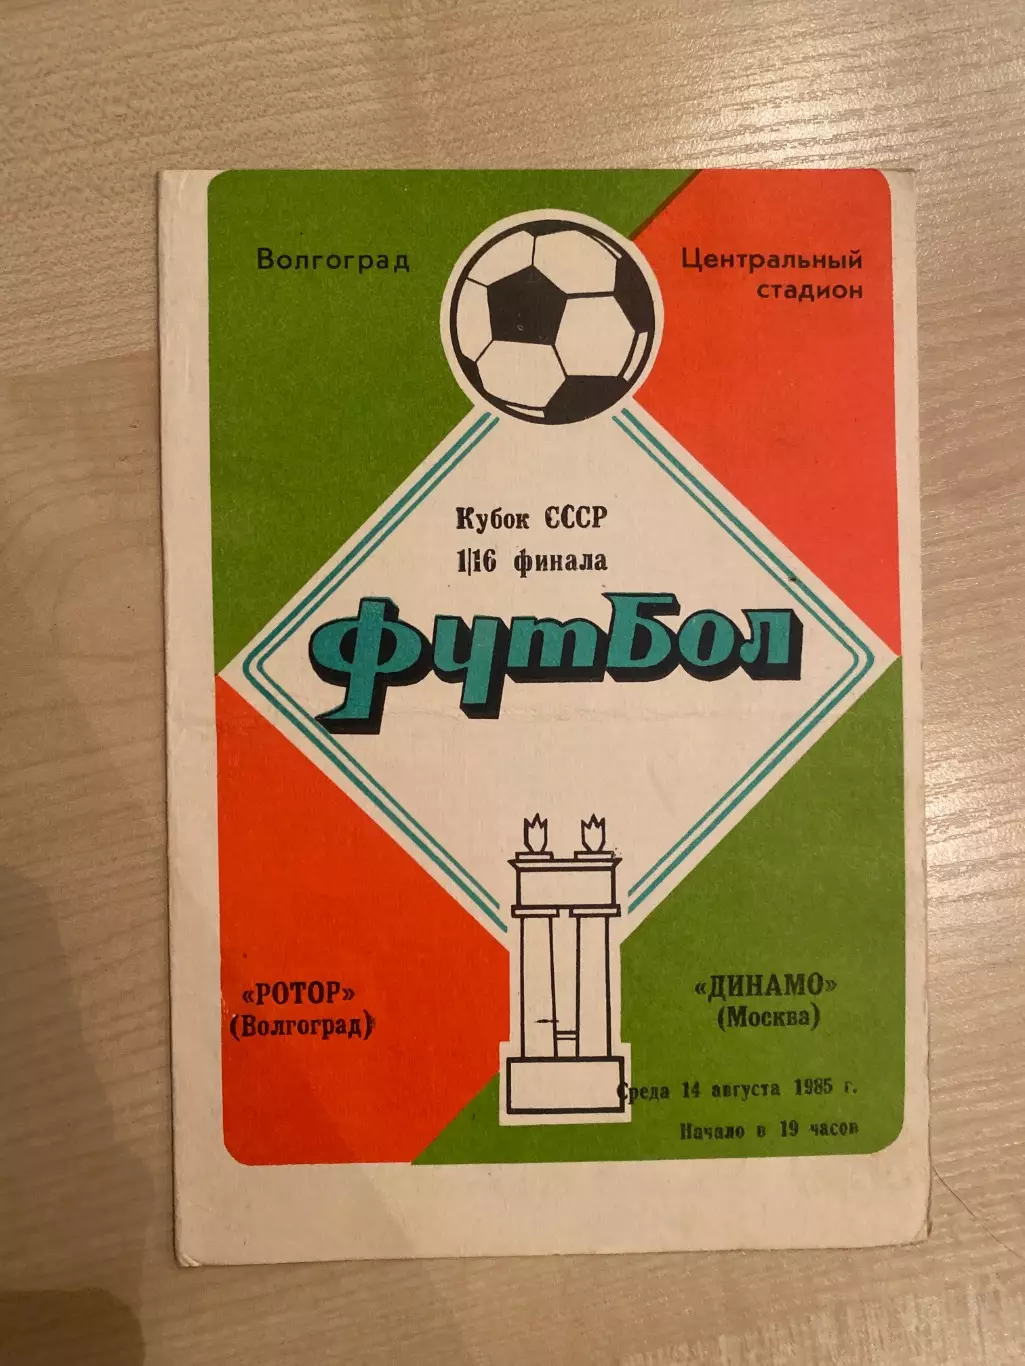 Волгоград
Центральный
стадион
Кубок СССР
1/16 финала
футбол
«РОТОР»
(Волгоград)
«ДИНАМО»
(Москва)
Среда 14 августа 1985 г.
Начало в 19 часов